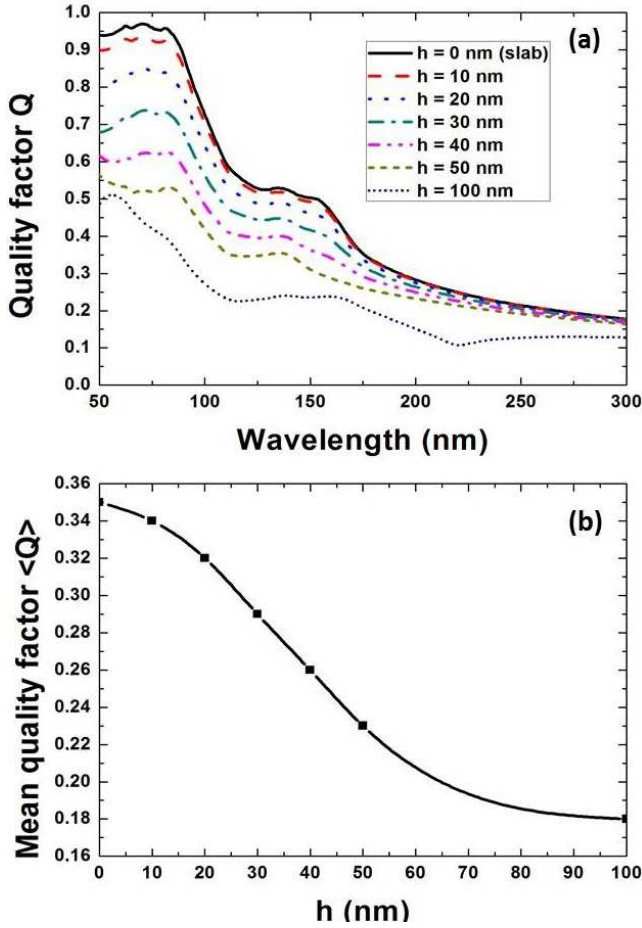 (a)
h = 0 nm (slab)
h = 10 nm
h = 20 nm
h = 30 nm
h = 40 nm
h = 50 nm
h = 100 nm
Quality factor Q
1.0
0.9
0.8
0.7
0.6
0.5
0.4
0.3
0.2
0.1
0.0
50 100 150 200 250 300
Wavelength (nm)
(b)
Mean quality factor <Q>
0.36
0.34
0.32
0.30
0.28
0.26
0.24
0.22
0.20
0.18
0.16
0 10 20 30 40 50 60 70 80 90 100
h (nm)